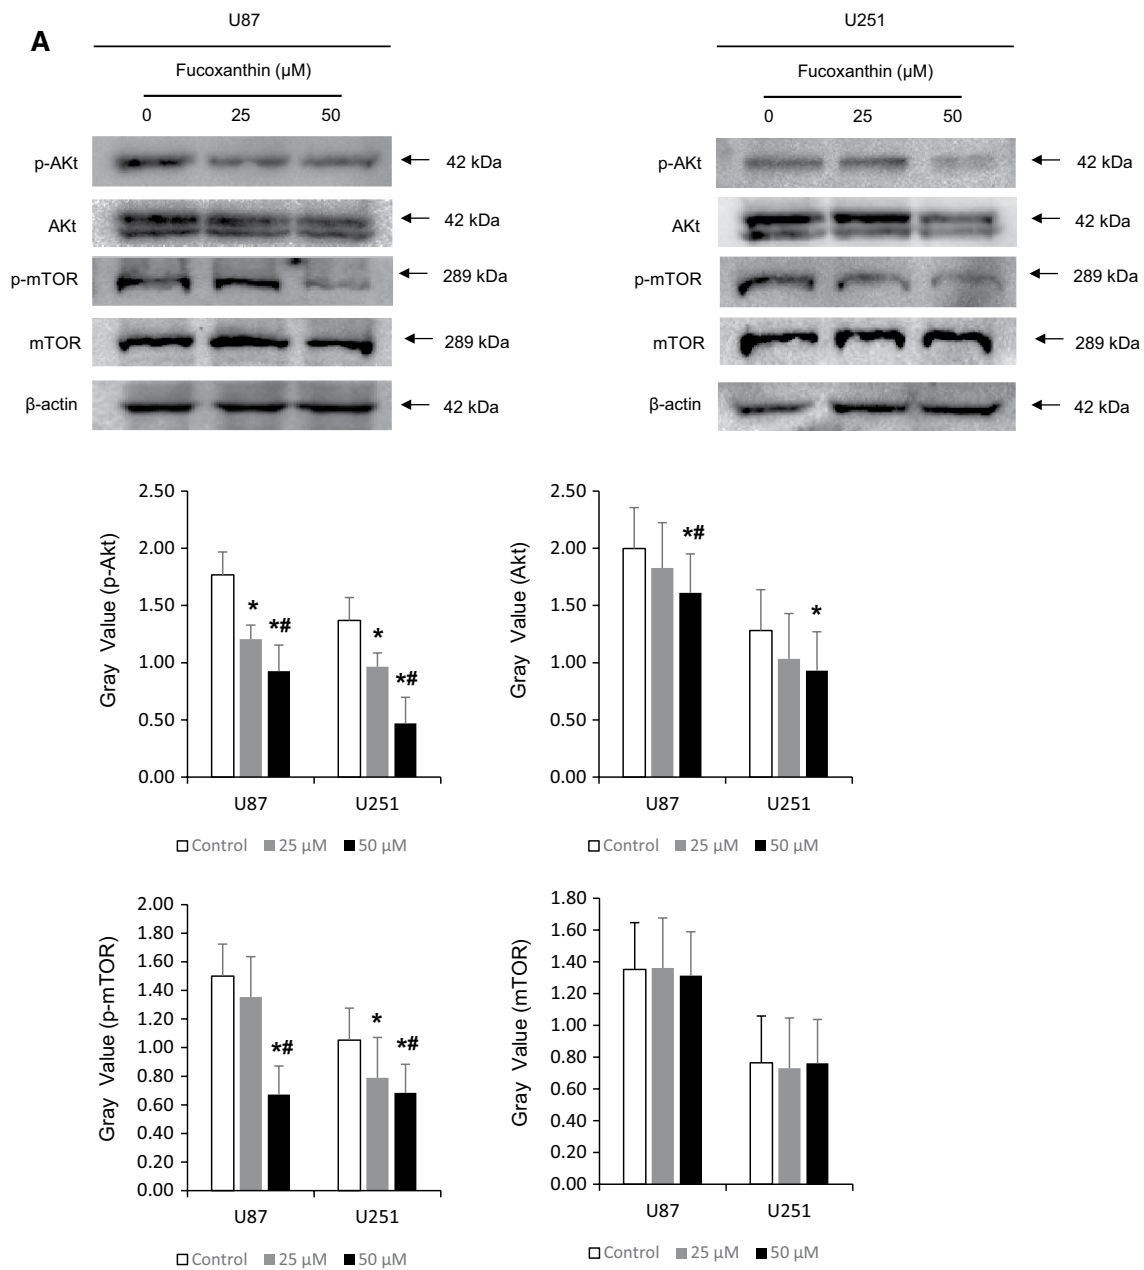 A
U87
U251
Fucoxanthin (µM)
Fucoxanthin (µM)
0 25 50
0 25 50
p-AKt 42 kDa
p-AKt 42 kDa
AKt 42 kDa
AKt 42 kDa
p-mTOR 289 kDa
p-mTOR 289 kDa
mTOR 289 kDa
mTOR 289 kDa
β-actin 42 kDa
β-actin 42 kDa
Gray Value (p-Akt)
2.50
2.00
1.50
1.00
0.50
0.00
*
*#
*
*#
U87 U251
Control 25 µM 50 µM
Gray Value (Akt)
2.50
2.00
1.50
1.00
0.50
0.00
*#
*
U87 U251
Control 25 µM 50 µM
Gray Value (p-mTOR)
2.00
1.80
1.60
1.40
1.20
1.00
0.80
0.60
0.40
0.20
0.00
*#
*
*#
U87 U251
Control 25 µM 50 µM
Gray Value (mTOR)
1.80
1.60
1.40
1.20
1.00
0.80
0.60
0.40
0.20
0.00
U87 U251
Control 25 µM 50 µM